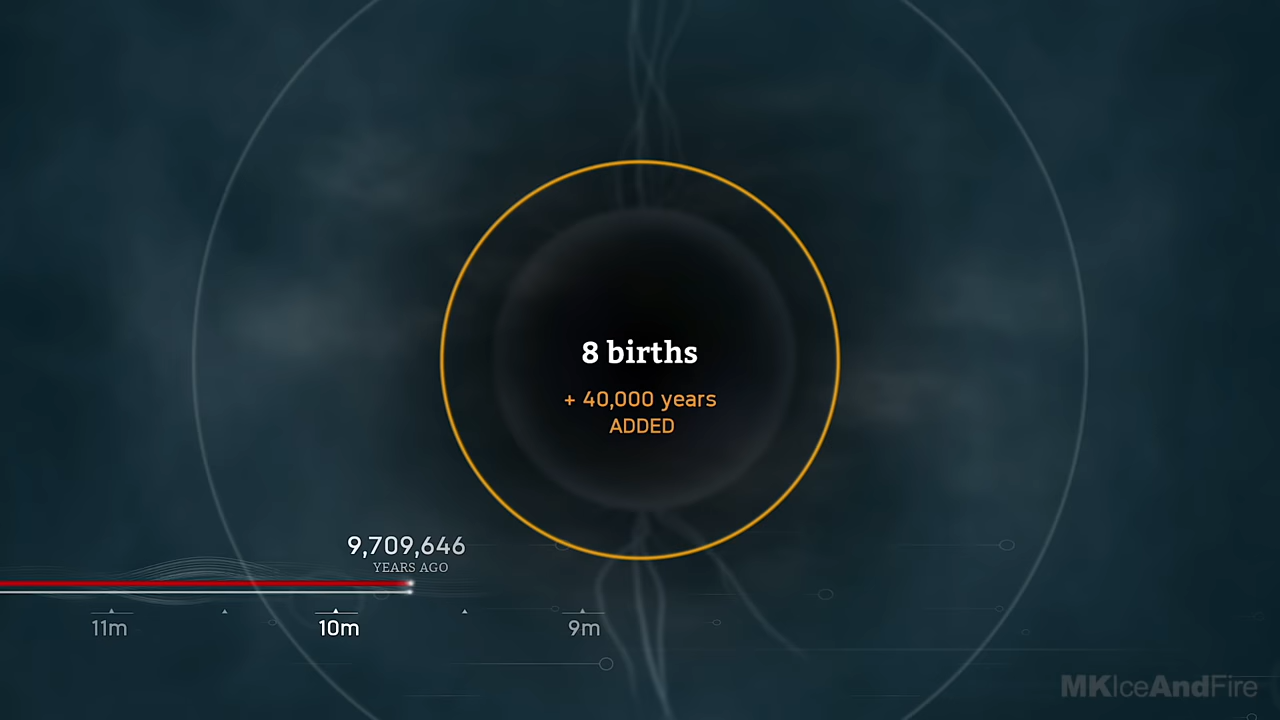 8 births
+ 40,000 years
ADDED
9,709,646
YEARS AGO
11m
10m
9m
MKIceAndFire